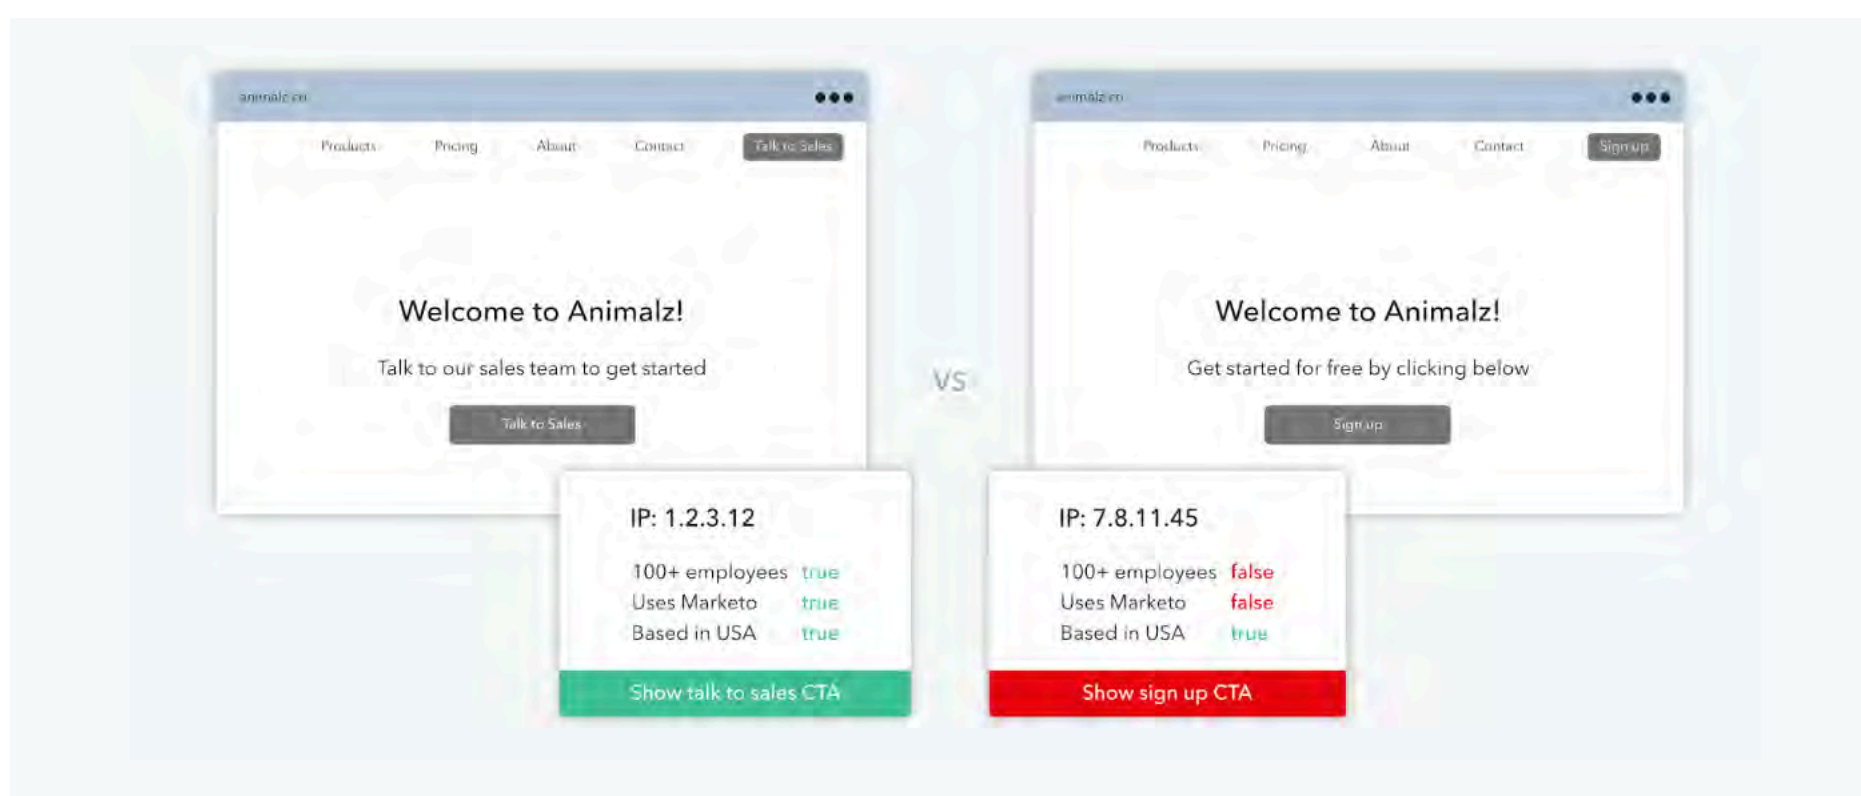 animalz.co
Products Pricing About Contact Talk to Sales
Welcome to Animalz!
Talk to our sales team to get started
Talk to Sales
IP: 1.2.3.12
100+ employees true
Uses Marketo true
Based in USA true
Show talk to sales CTA
vs
animalz.co
Products Pricing About Contact Sign up
Welcome to Animalz!
Get started for free by clicking below
Sign up
IP: 7.8.11.45
100+ employees false
Uses Marketo false
Based in USA true
Show sign up CTA